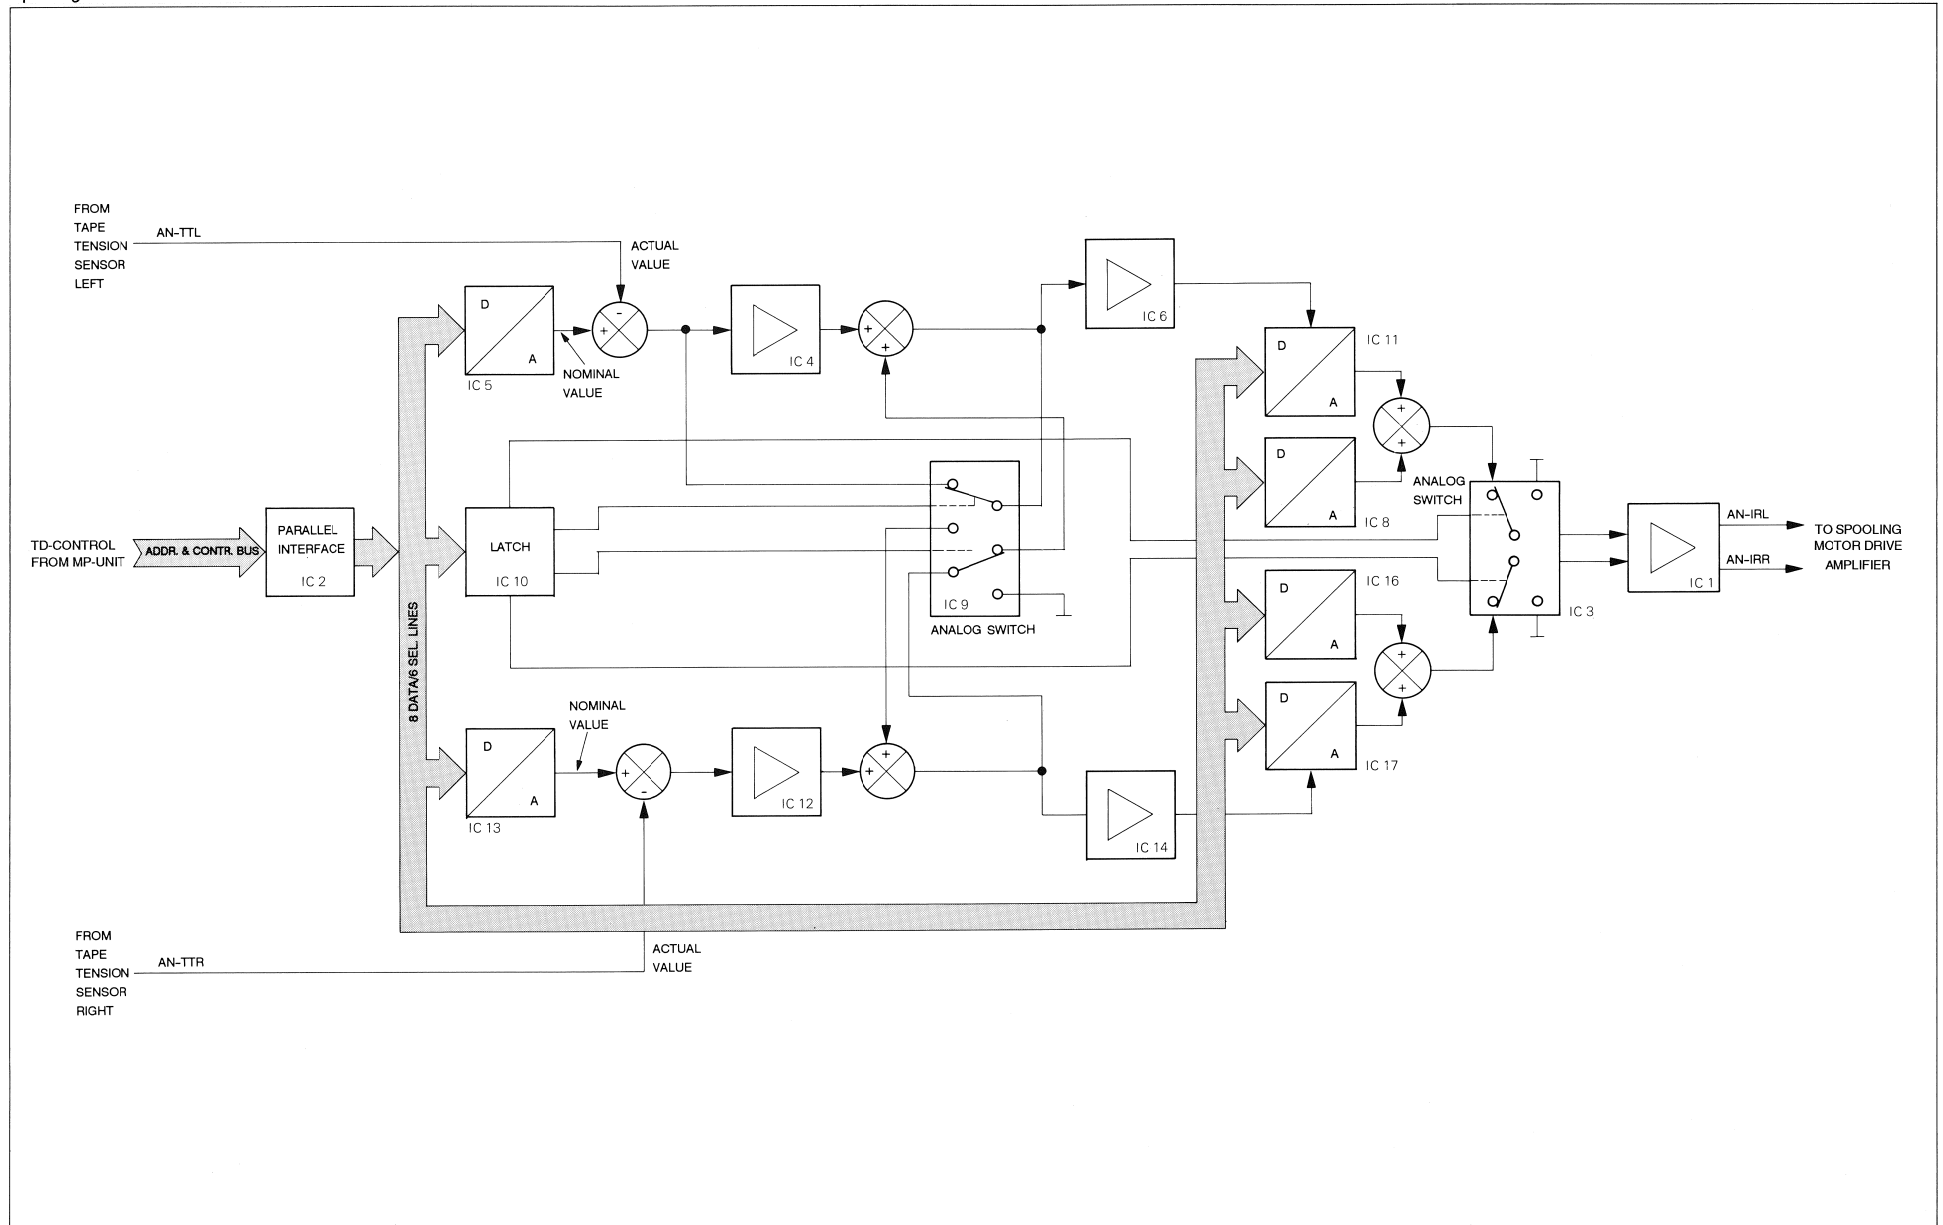 FROM
TAPE
TENSION
SENSOR
LEFT
AN-TTL
ACTUAL
VALUE
D
A
IC 5
NOMINAL
VALUE
+
-
IC 4
+
+
IC 6
D
A
IC 11
+
+
D
A
IC 8
ANALOG
SWITCH
TD-CONTROL
FROM MP-UNIT
ADDR. & CONTR. BUS
PARALLEL
INTERFACE
IC 2
8 DATA/6 SEL. LINES
LATCH
IC 10
IC 9
ANALOG SWITCH
D
A
IC 16
+
+
D
A
IC 17
IC 3
IC 1
AN-IRL
AN-IRR
TO SPOOLING
MOTOR DRIVE
AMPLIFIER
NOMINAL
VALUE
D
A
IC 13
+
-
IC 12
+
+
IC 14
FROM
TAPE
TENSION
SENSOR
RIGHT
AN-TTR
ACTUAL
VALUE